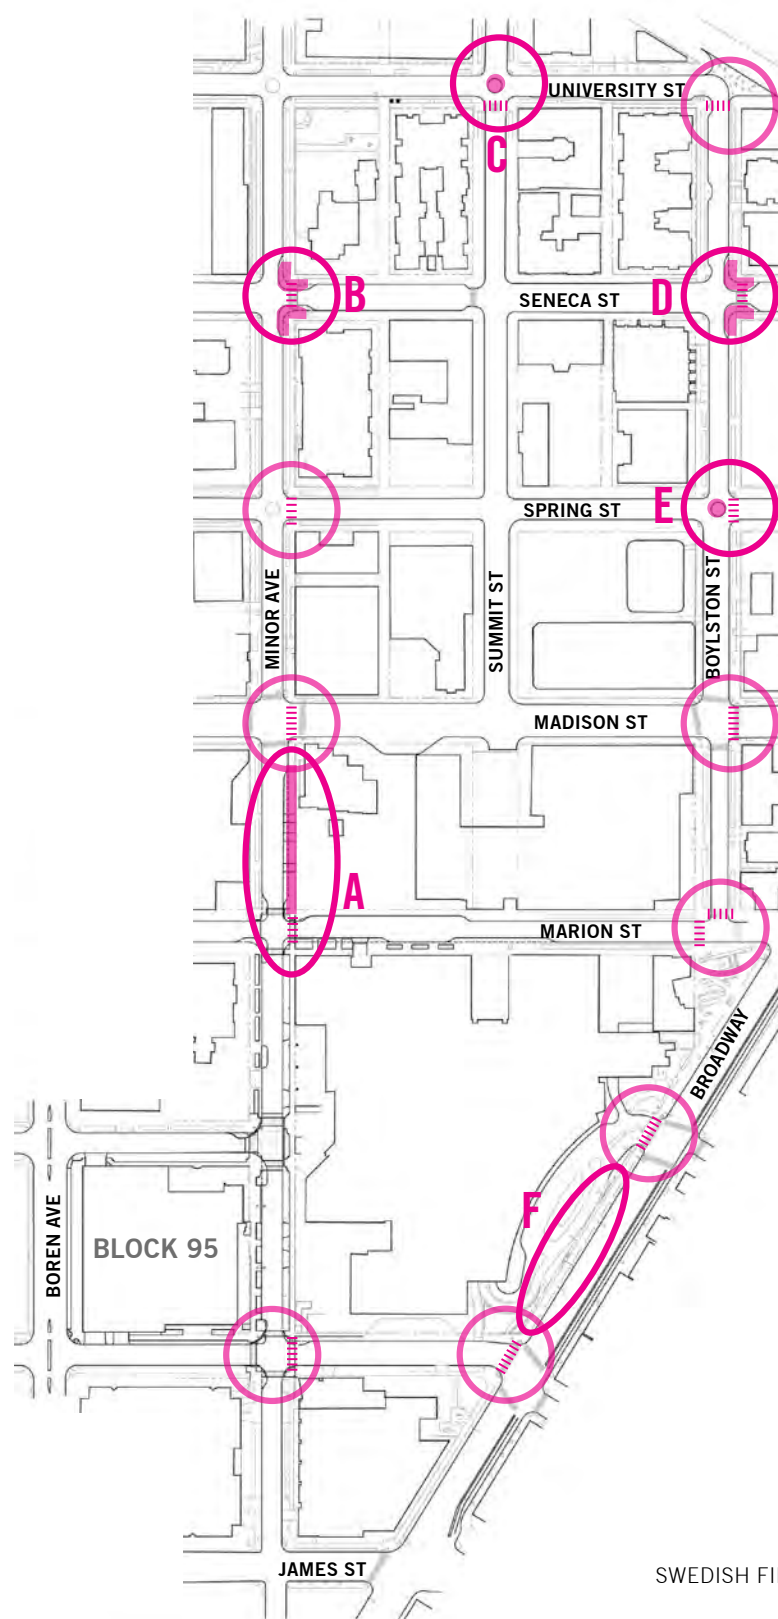 UNIVERSITY ST
C
B
SENECA ST
D
E
SPRING ST
MINOR AVE
SUMMIT ST
BOYLSTON ST
MADISON ST
A
MARION ST
BROADWAY
F
BOREN AVE
BLOCK 95
JAMES ST
SWEDISH FI